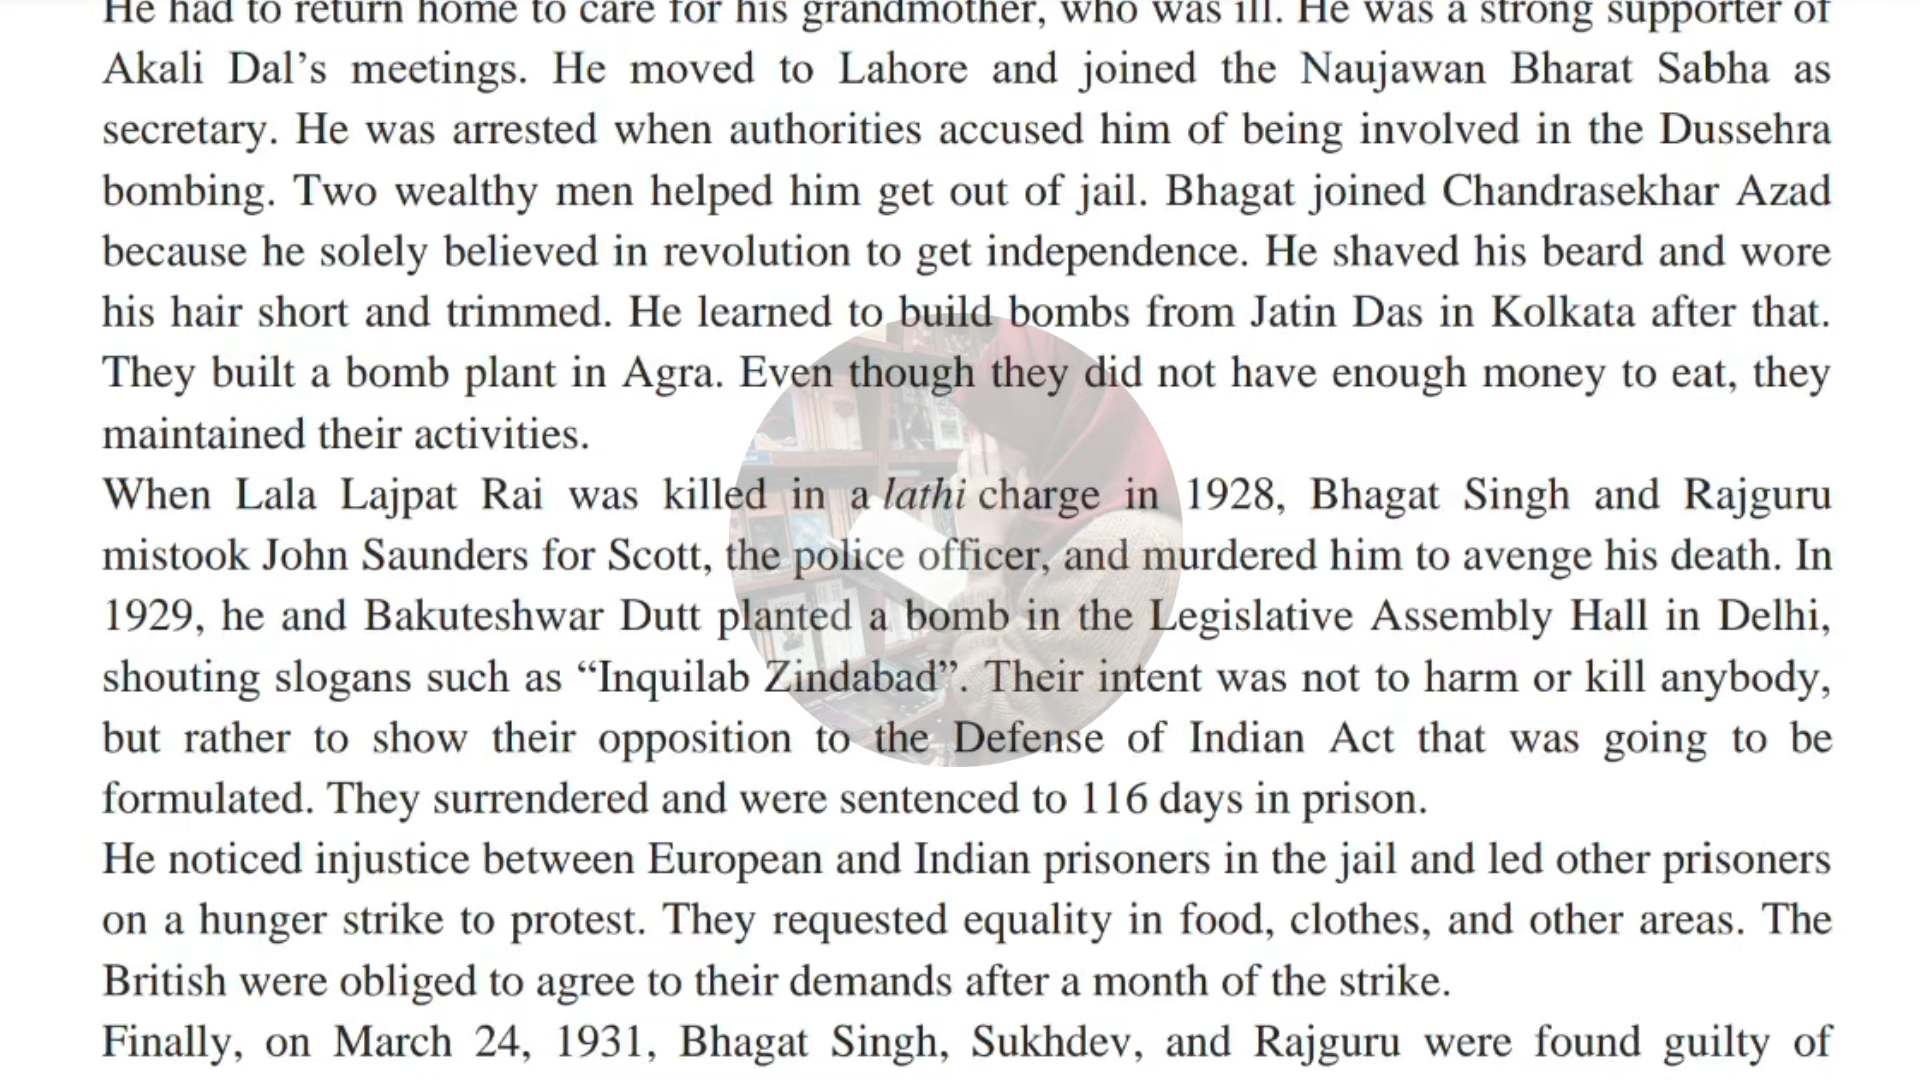 He had to return home to care for his grandmother, who was ill. He was a strong supporter of
Akali Dal’s meetings. He moved to Lahore and joined the Naujawan Bharat Sabha as
secretary. He was arrested when authorities accused him of being involved in the Dussehra
bombing. Two wealthy men helped him get out of jail. Bhagat joined Chandrasekhar Azad
because he solely believed in revolution to get independence. He shaved his beard and wore
his hair short and trimmed. He learned to build bombs from Jatin Das in Kolkata after that.
They built a bomb plant in Agra. Even though they did not have enough money to eat, they
maintained their activities.
When Lala Lajpat Rai was killed in a lathi charge in 1928, Bhagat Singh and Rajguru
mistook John Saunders for Scott, the police officer, and murdered him to avenge his death. In
1929, he and Bakuteshwar Dutt planted a bomb in the Legislative Assembly Hall in Delhi,
shouting slogans such as “Inquilab Zindabad”. Their intent was not to harm or kill anybody,
but rather to show their opposition to the Defense of Indian Act that was going to be
formulated. They surrendered and were sentenced to 116 days in prison.
He noticed injustice between European and Indian prisoners in the jail and led other prisoners
on a hunger strike to protest. They requested equality in food, clothes, and other areas. The
British were obliged to agree to their demands after a month of the strike.
Finally, on March 24, 1931, Bhagat Singh, Sukhdev, and Rajguru were found guilty of